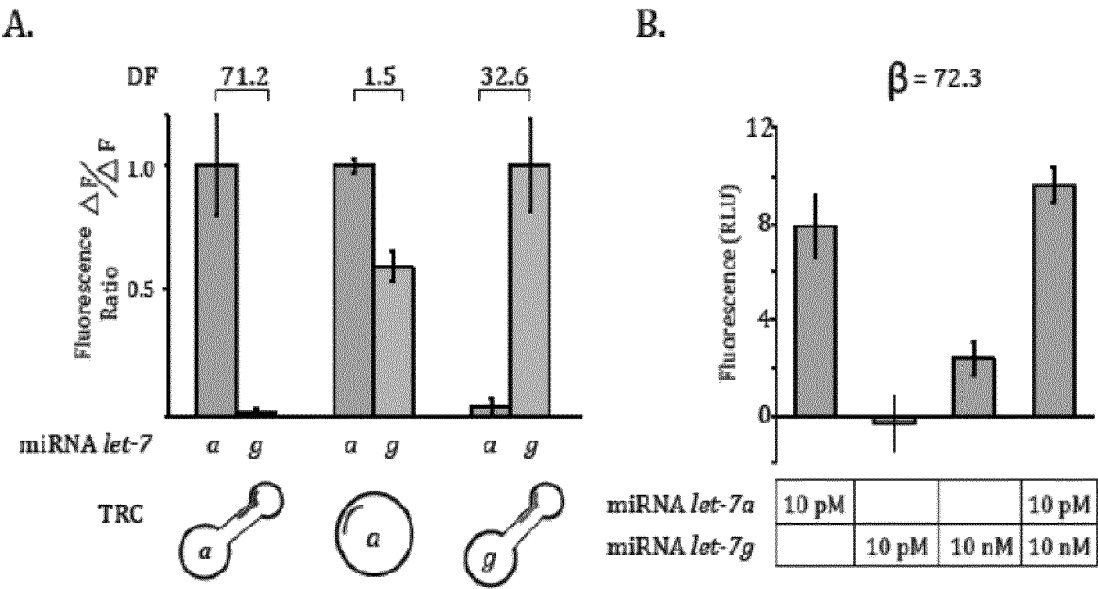 A.
DF 71.2 1.5 32.6
Fluorescence ΔF/ΔF
Ratio
1.0
0.5
miRNA let-7 a g a g a g
TRC a a g
B.
β = 72.3
Fluorescence (RLU)
12
8
4
0
miRNA let-7a 10 pM 10 pM
miRNA let-7g 10 pM 10 nM 10 nM